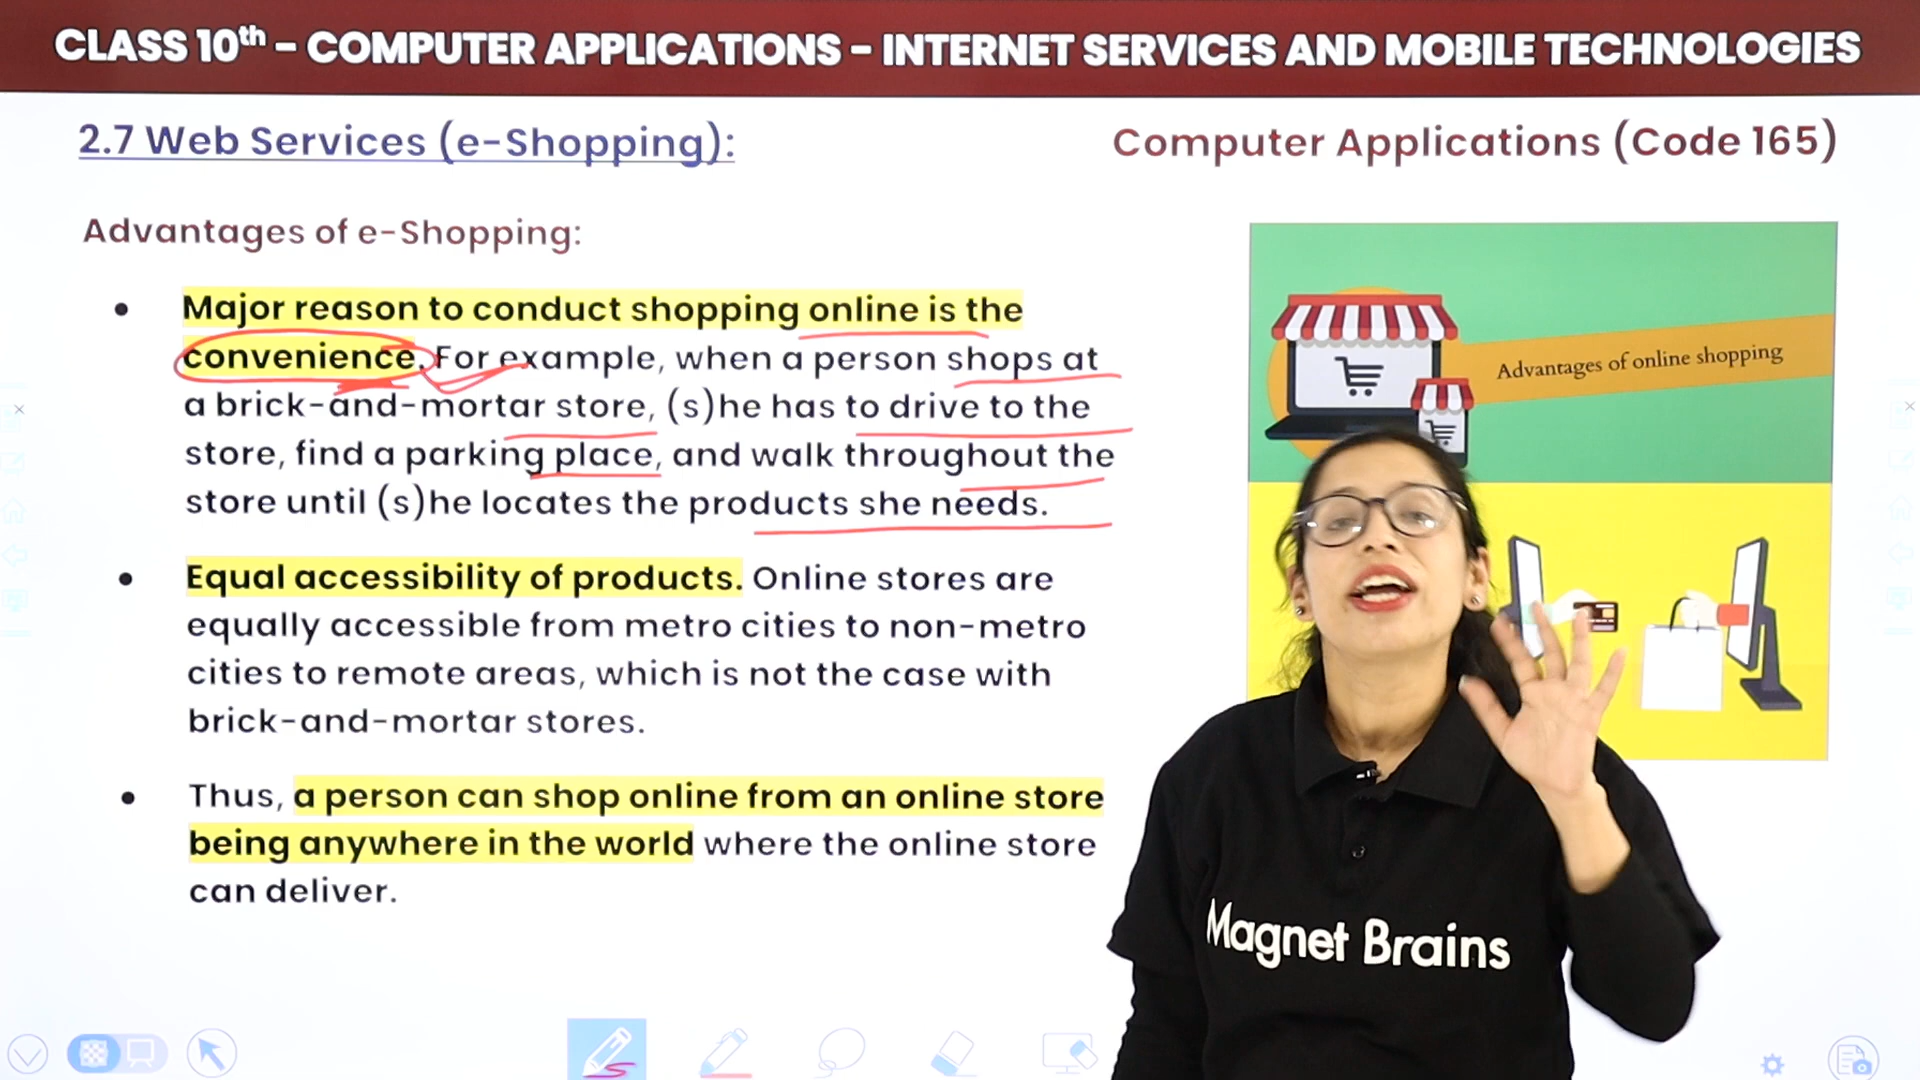 CLASS 10th – COMPUTER APPLICATIONS – INTERNET SERVICES AND MOBILE TECHNOLOGIES
2.7 Web Services (e-Shopping):
Computer Applications (Code 165)
Advantages of e-Shopping:
• Major reason to conduct shopping online is the
convenience. For example, when a person shops at
a brick-and-mortar store, (s)he has to drive to the
store, find a parking place, and walk throughout the
store until (s)he locates the products she needs.
• Equal accessibility of products. Online stores are
equally accessible from metro cities to non-metro
cities to remote areas, which is not the case with
brick-and-mortar stores.
• Thus, a person can shop online from an online store
being anywhere in the world where the online store
can deliver.
Advantages of online shopping
Magnet Brains